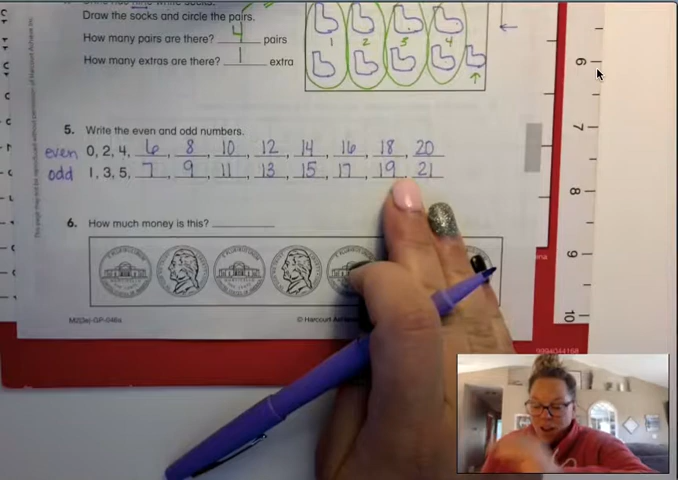 Draw the socks and circle the pairs.
How many pairs are there? 4 pairs
1 2 3 4
How many extras are there? 1 extra
5. Write the even and odd numbers.
even 0, 2, 4, 6, 8, 10, 12, 14, 16, 18, 20
odd 1, 3, 5, 7, 9, 11, 13, 15, 17, 19, 21
6. How much money is this?
© Harcourt
6
7
8
9
10